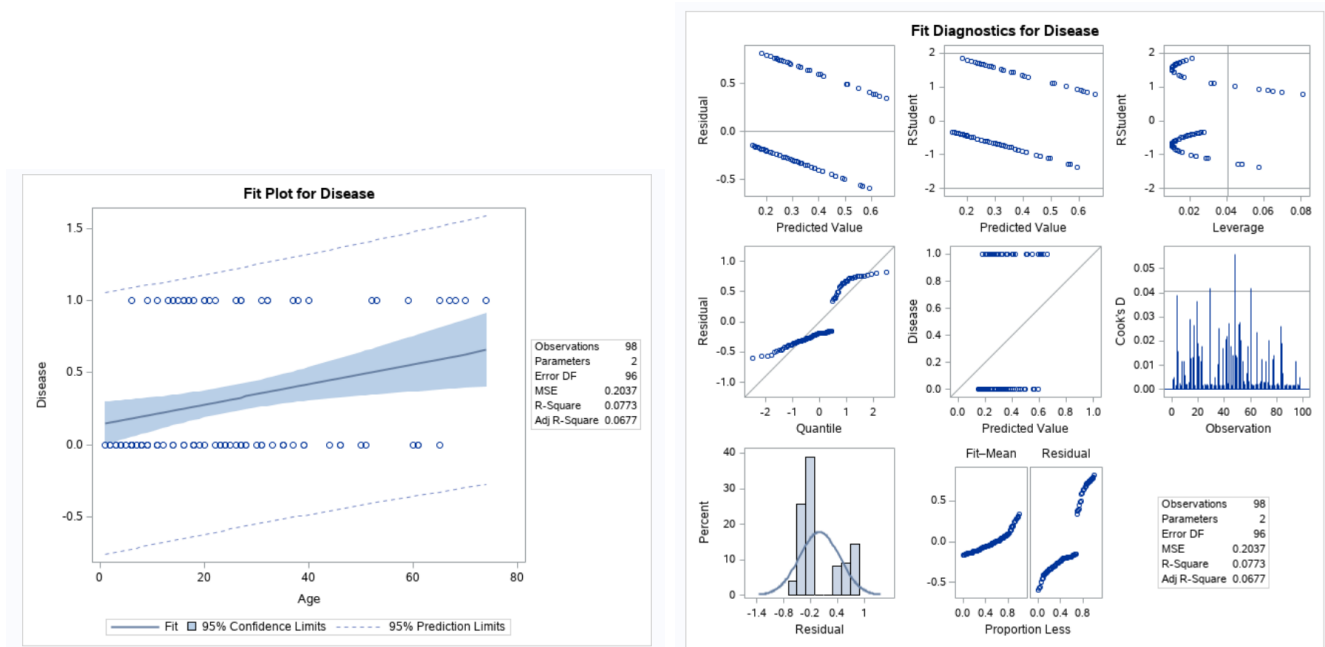 Fit Plot for Disease
Disease
1.5
1.0
0.5
0.0
-0.5
0 20 40 60 80
Age
Observations 98
Parameters 2
Error DF 96
MSE 0.2037
R-Square 0.0773
Adj R-Square 0.0677
Fit 95% Confidence Limits 95% Prediction Limits
Fit Diagnostics for Disease
Residual
0.5
0.0
-0.5
0.2 0.3 0.4 0.5 0.6
Predicted Value
RStudent
2
1
0
-1
-2
0.2 0.3 0.4 0.5 0.6
Predicted Value
RStudent
2
1
0
-1
-2
0.02 0.04 0.06 0.08
Leverage
Residual
1.0
0.5
0.0
-0.5
-1.0
-2 -1 0 1 2
Quantile
Disease
1.0
0.8
0.6
0.4
0.2
0.0
0.0 0.2 0.4 0.6 0.8 1.0
Predicted Value
Cook's D
0.05
0.04
0.03
0.02
0.01
0.00
0 20 40 60 80 100
Observation
Percent
40
30
20
10
0
-1.4 -0.8 -0.2 0.4 1
Residual
Fit–Mean Residual
0.5
0.0
-0.5
0.0 0.4 0.8 0.0 0.4 0.8
Proportion Less
Observations 98
Parameters 2
Error DF 96
MSE 0.2037
R-Square 0.0773
Adj R-Square 0.0677